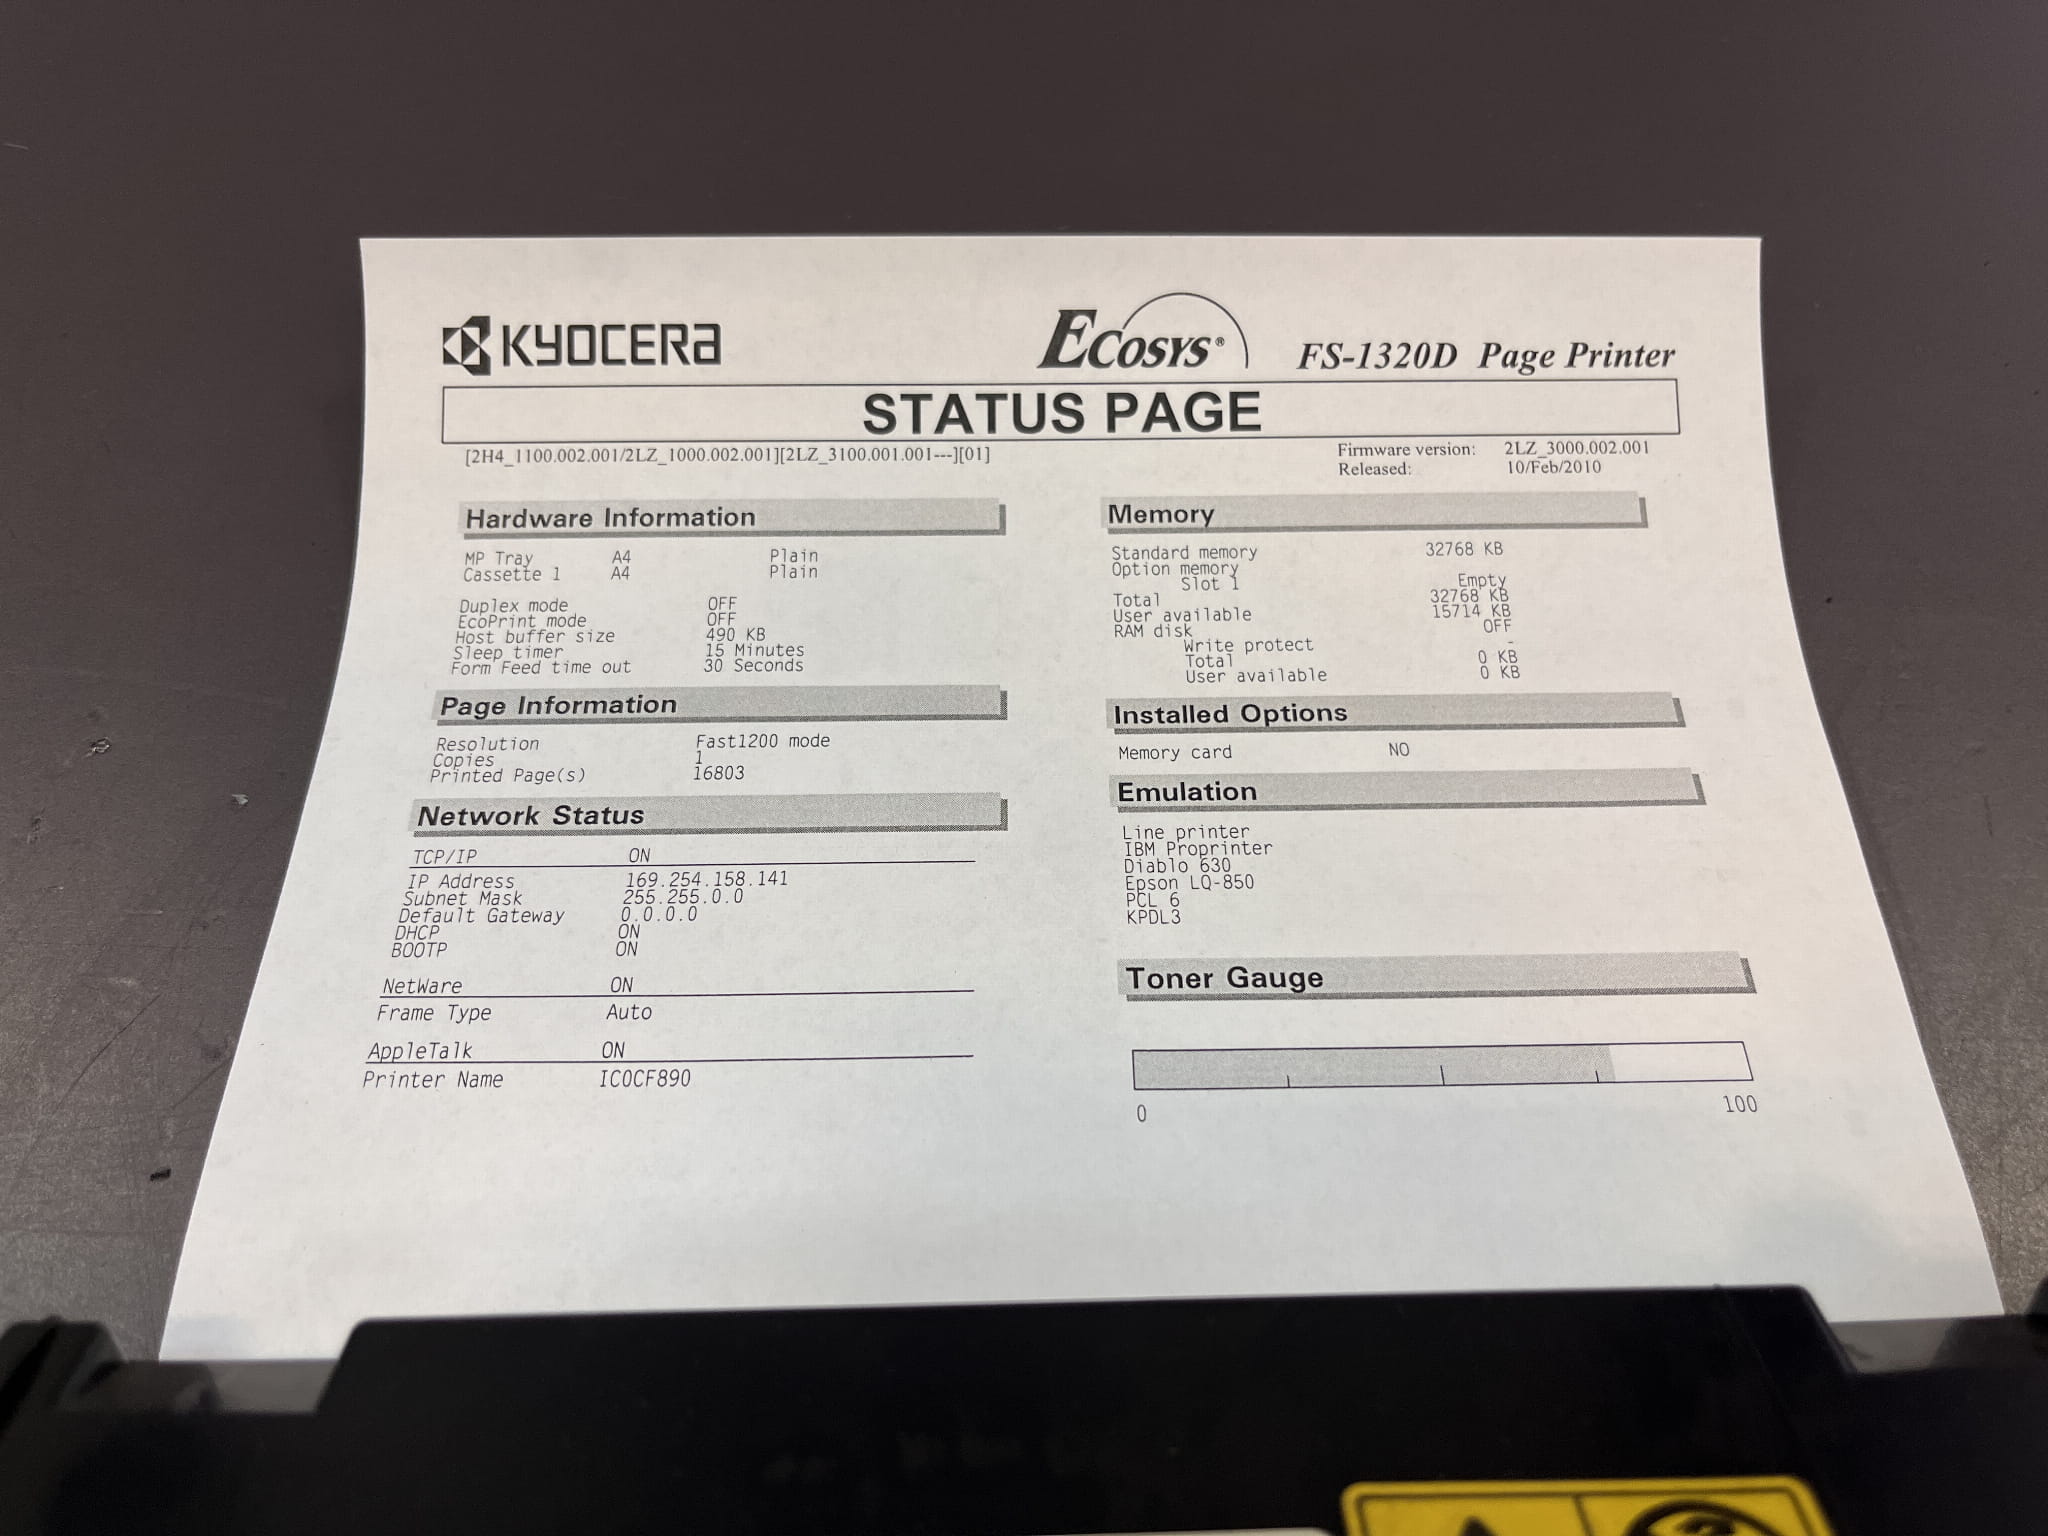 KYOCERA ECOSYS® FS-1320D Page Printer
STATUS PAGE
[2H4_1100.002.001/2LZ_1000.002.001][2LZ_3100.001.001---][01]
Firmware version: 2LZ_3000.002.001
Released: 10/Feb/2010
Hardware Information
MP Tray A4 Plain
Cassette 1 A4 Plain
Duplex mode OFF
EcoPrint mode OFF
Host buffer size 490 KB
Sleep timer 15 Minutes
Form Feed time out 30 Seconds
Page Information
Resolution Fast1200 mode
Copies 1
Printed Page(s) 16803
Network Status
TCP/IP ON
IP Address 169.254.158.141
Subnet Mask 255.255.0.0
Default Gateway 0.0.0.0
DHCP ON
BOOTP ON
NetWare ON
Frame Type Auto
AppleTalk ON
Printer Name IC0CF890
Memory
Standard memory 32768 KB
Option memory
Slot 1 Empty
Total 32768 KB
User available 15714 KB
RAM disk OFF
Write protect -
Total 0 KB
User available 0 KB
Installed Options
Memory card NO
Emulation
Line printer
IBM Proprinter
Diablo 630
Epson LQ-850
PCL 6
KPDL3
Toner Gauge
0 100